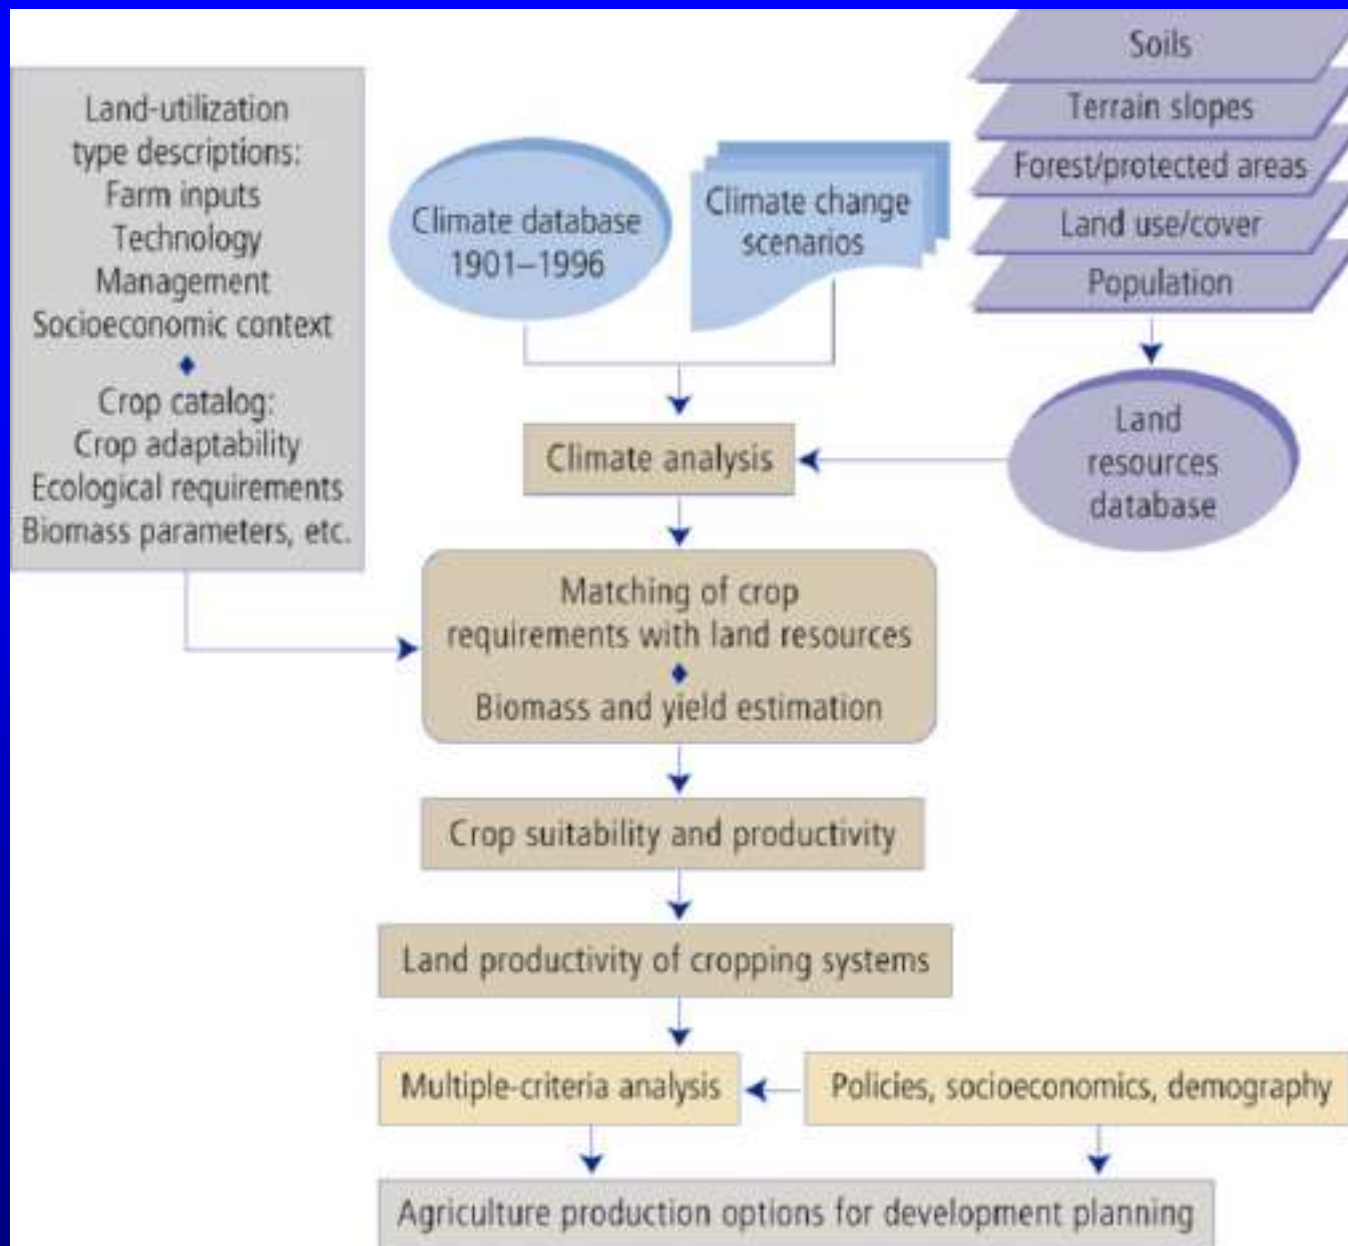 Land-utilization
type descriptions:
Farm inputs
Technology
Management
Socioeconomic context
Crop catalog:
Crop adaptability
Ecological requirements
Biomass parameters, etc.
Climate database
1901–1996
Climate change
scenarios
Soils
Terrain slopes
Forest/protected areas
Land use/cover
Population
Land
resources
database
Climate analysis
Matching of crop
requirements with land resources
Biomass and yield estimation
Crop suitability and productivity
Land productivity of cropping systems
Multiple-criteria analysis
Policies, socioeconomics, demography
Agriculture production options for development planning